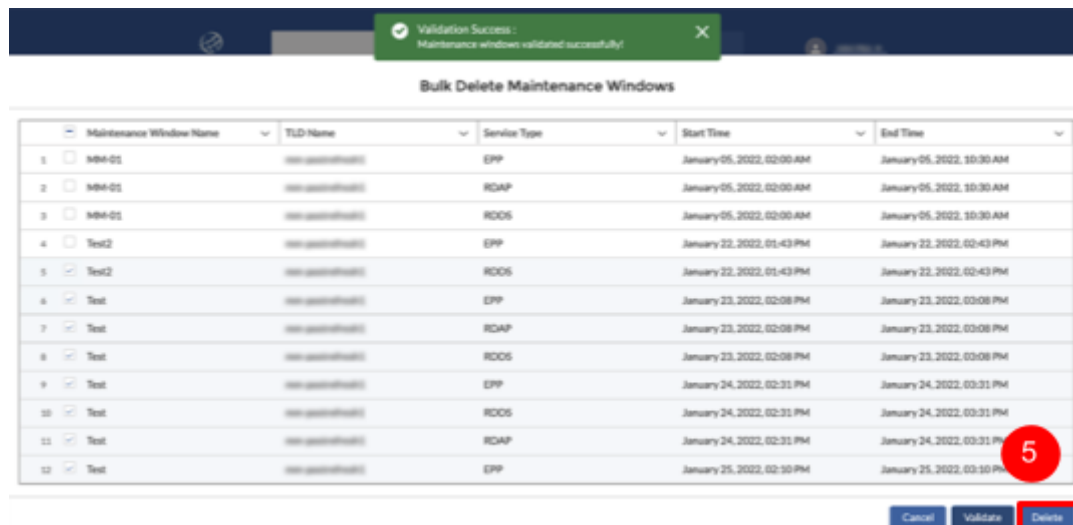 Validation Success :
Maintenance windows validated successfully!
Bulk Delete Maintenance Windows
Maintenance Window Name TLD Name Service Type Start Time End Time
1 MM-01 EPP January 05, 2022, 02:00 AM January 05, 2022, 10:30 AM
2 MM-01 RDAP January 05, 2022, 02:00 AM January 05, 2022, 10:30 AM
3 MM-01 RDDS January 05, 2022, 02:00 AM January 05, 2022, 10:30 AM
4 Test2 EPP January 22, 2022, 01:43 PM January 22, 2022, 02:43 PM
5 Test2 RDDS January 22, 2022, 01:43 PM January 22, 2022, 02:43 PM
6 Test EPP January 23, 2022, 02:08 PM January 23, 2022, 03:08 PM
7 Test RDAP January 23, 2022, 02:08 PM January 23, 2022, 03:08 PM
8 Test RDDS January 23, 2022, 02:08 PM January 23, 2022, 03:08 PM
9 Test EPP January 24, 2022, 02:31 PM January 24, 2022, 03:31 PM
10 Test RDDS January 24, 2022, 02:31 PM January 24, 2022, 03:31 PM
11 Test RDAP January 24, 2022, 02:31 PM January 24, 2022, 03:31 PM
12 Test EPP January 25, 2022, 02:10 PM January 25, 2022, 03:10 PM
5
Cancel Validate Delete